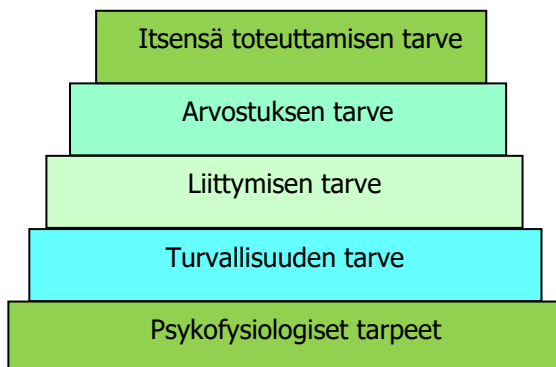 Itsensä toteuttamisen tarve
Arvostuksen tarve
Liittymisen tarve
Turvallisuuden tarve
Psykofysiologiset tarpeet